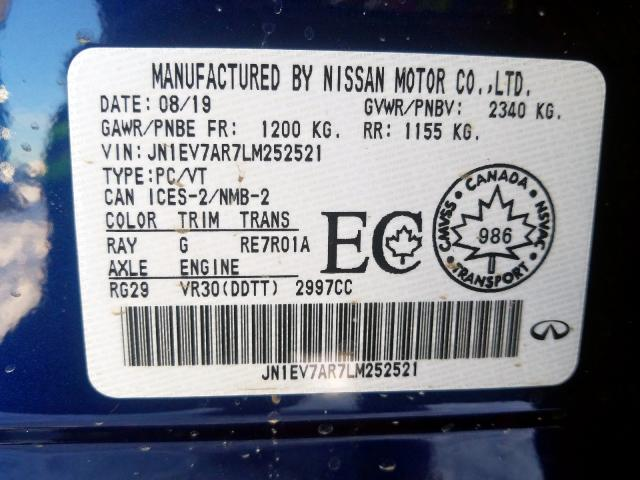 MANUFACTURED BY NISSAN MOTOR CO.,LTD.
DATE: 08/19 GVWR/PNBV: 2340 KG.
GAWR/PNBE FR: 1200 KG. RR: 1155 KG.
VIN: JN1EV7AR7LM252521
TYPE:PC/VT
CAN ICES-2/NMB-2
COLOR TRIM TRANS
RAY G RE7R01A
AXLE ENGINE
RG29 VR30(DDTT) 2997CC
EC
CANADA
CMVSS NSVAC
986
TRANSPORT
JN1EV7AR7LM252521